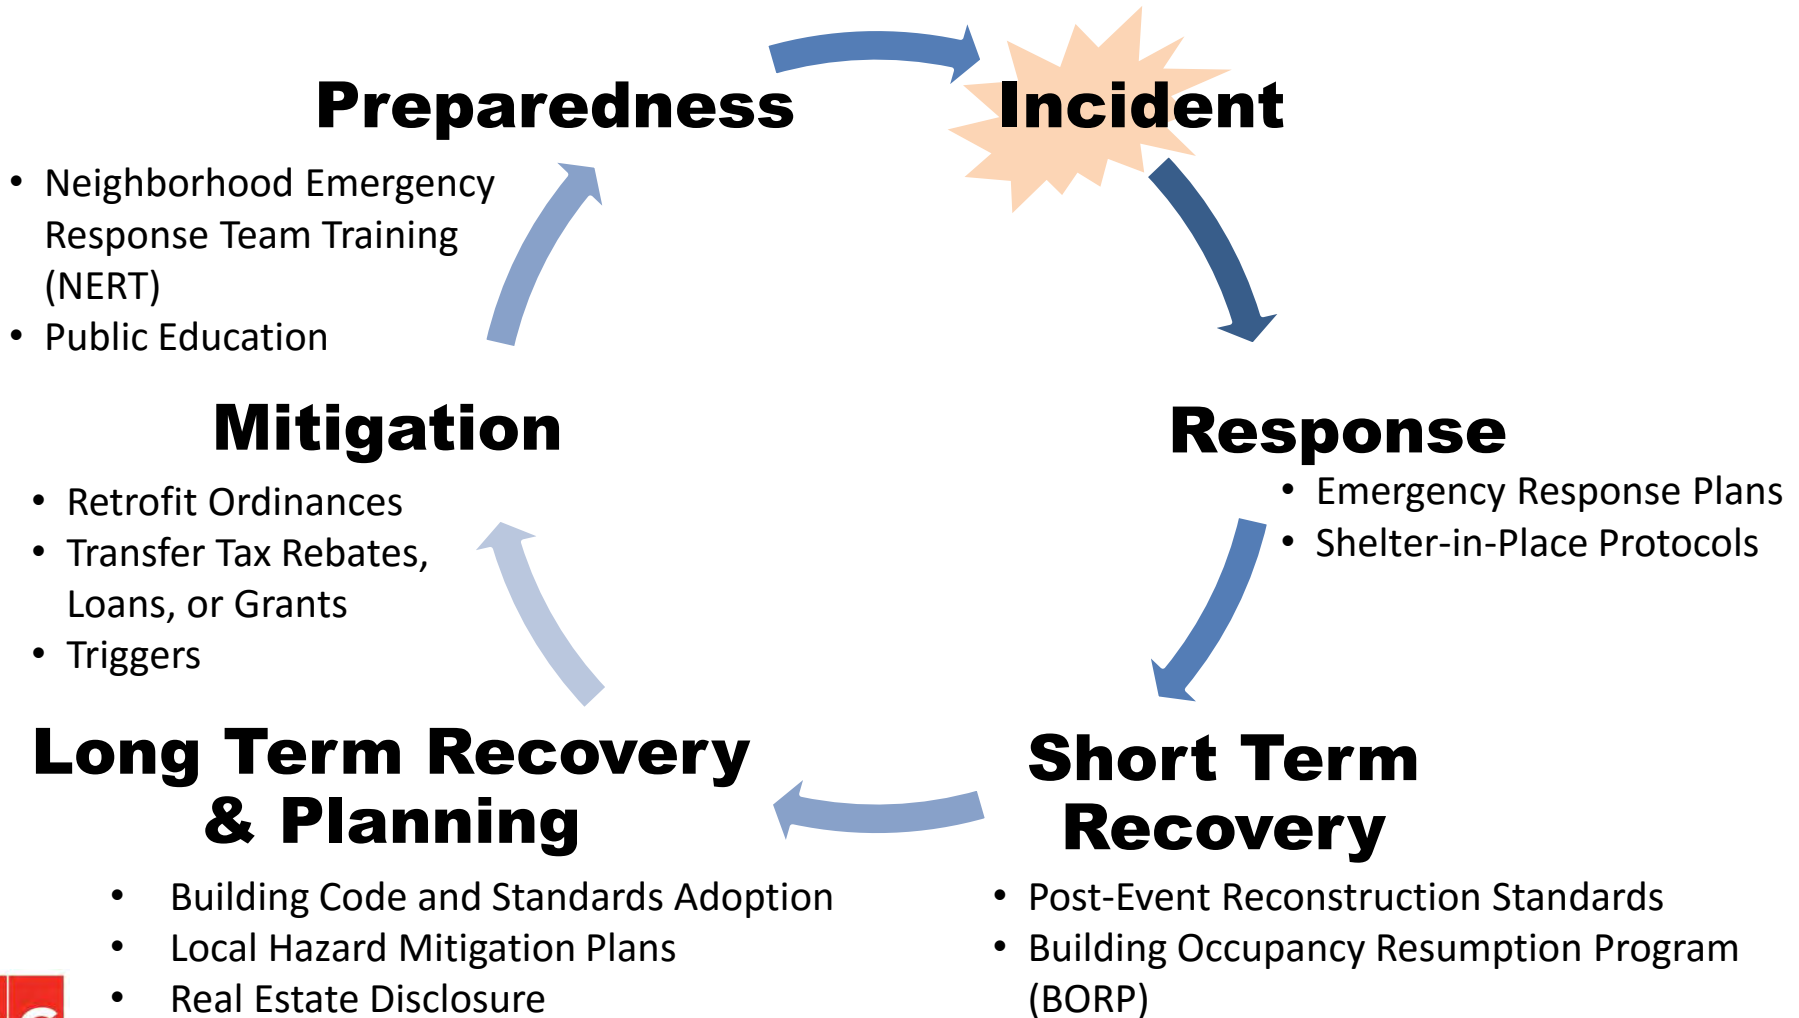 Preparedness
• Neighborhood Emergency
Response Team Training
(NERT)
• Public Education
Incident
Mitigation
• Retrofit Ordinances
• Transfer Tax Rebates,
Loans, or Grants
• Triggers
Response
• Emergency Response Plans
• Shelter-in-Place Protocols
Long Term Recovery
& Planning
• Building Code and Standards Adoption
• Local Hazard Mitigation Plans
• Real Estate Disclosure
Short Term
Recovery
• Post-Event Reconstruction Standards
• Building Occupancy Resumption Program
(BORP)